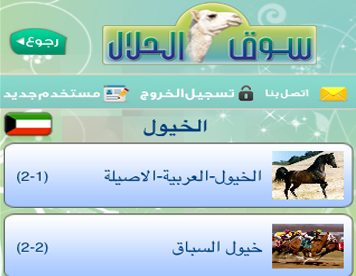 رجوع
سوق الحلال
اتصل بنا تسجيل الخروج مستخدم جديد
الخيول
الخيول-العربية-الاصيلة (2-1)
خيول السباق (2-2)